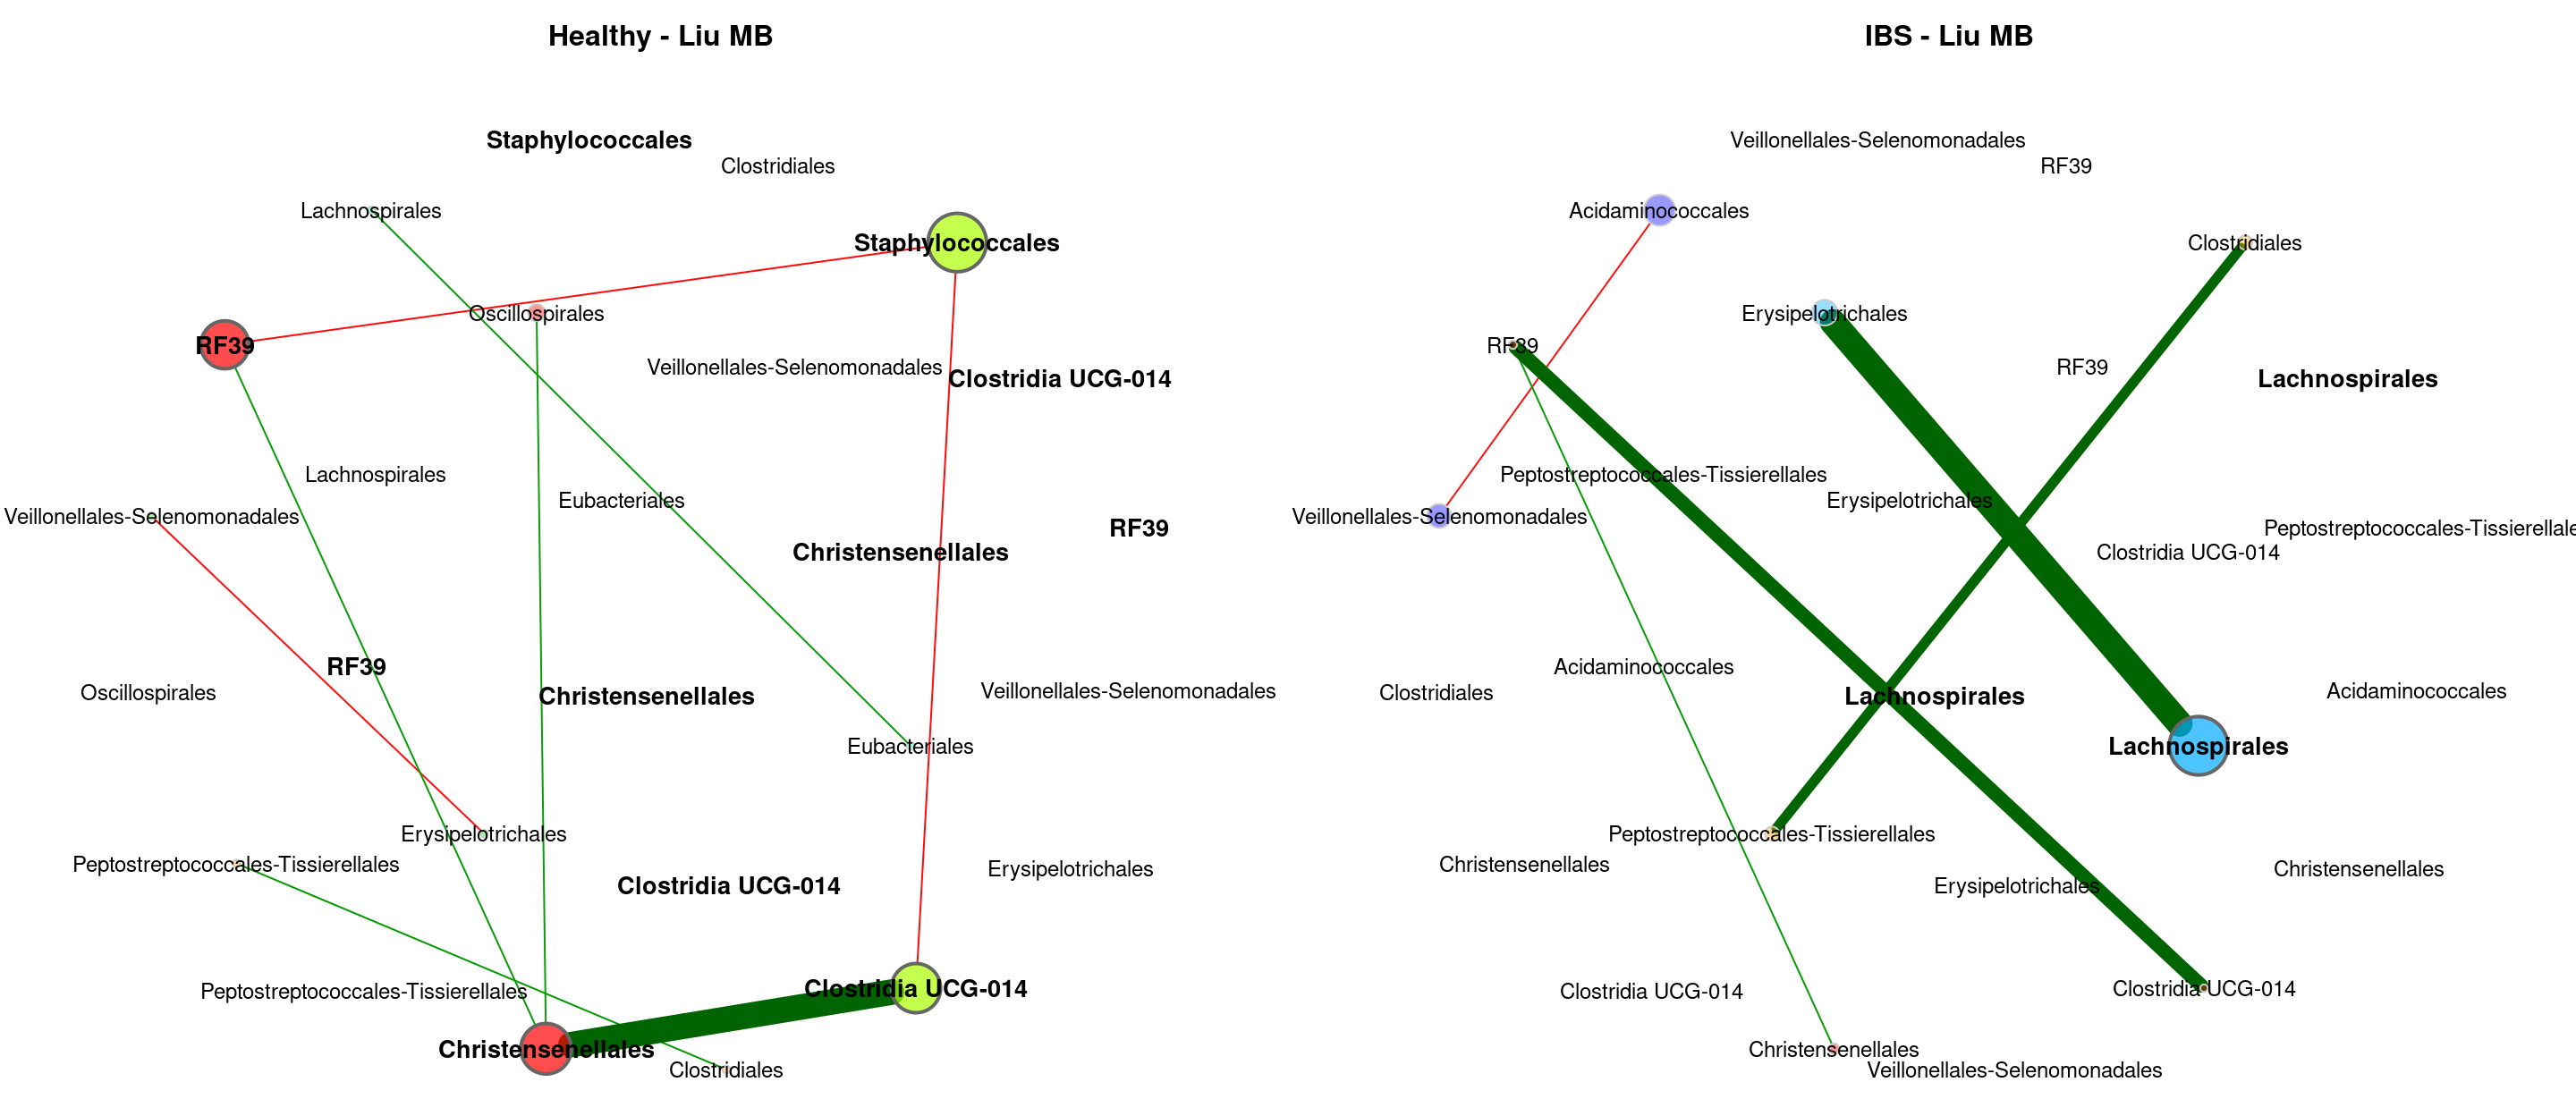 Healthy - Liu MB
Staphylococcales
Clostridiales
Lachnospirales
Staphylococcales
Oscillospirales
RF39
Veillonellales-Selenomonadales
Clostridia UCG-014
Lachnospirales
Eubacteriales
Veillonellales-Selenomonadales
RF39
Christensenellales
RF39
Oscillospirales
Christensenellales
Veillonellales-Selenomonadales
Eubacteriales
Erysipelotrichales
Peptostreptococcales-Tissierellales
Erysipelotrichales
Clostridia UCG-014
Clostridia UCG-014
Peptostreptococcales-Tissierellales
Christensenellales
Clostridiales
IBS - Liu MB
Veillonellales-Selenomonadales
RF39
Acidaminococcales
Clostridiales
Erysipelotrichales
RF39
RF39
Lachnospirales
Peptostreptococcales-Tissierellales
Erysipelotrichales
Veillonellales-Selenomonadales
Peptostreptococcales-Tissierellale
Clostridia UCG-014
Acidaminococcales
Clostridiales
Lachnospirales
Acidaminococcales
Lachnospirales
Peptostreptococcales-Tissierellales
Christensenellales
Christensenellales
Erysipelotrichales
Clostridia UCG-014
Clostridia UCG-014
Christensenellales
Veillonellales-Selenomonadales